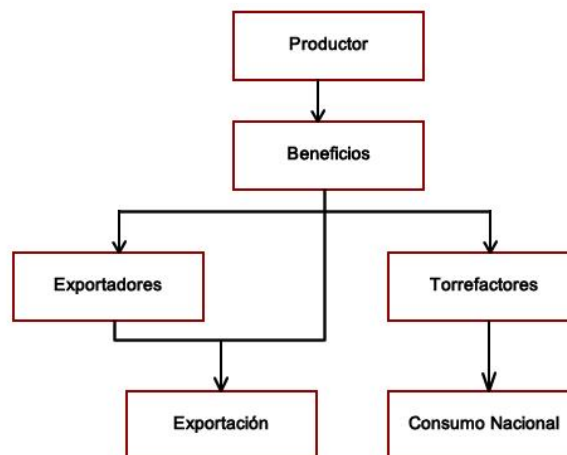 Productor
Beneficios
Exportadores
Torrefactores
Exportación
Consumo Nacional